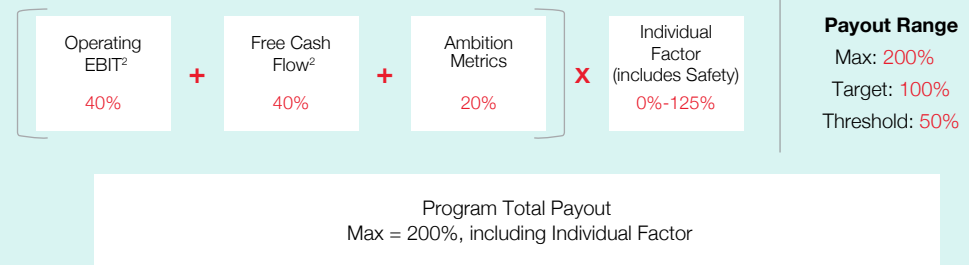 Operating
EBIT²
40%
+
Free Cash
Flow²
40%
+
Ambition
Metrics
20%
x
Individual
Factor
(includes Safety)
0%-125%
Payout Range
Max: 200%
Target: 100%
Threshold: 50%
Program Total Payout
Max = 200%, including Individual Factor